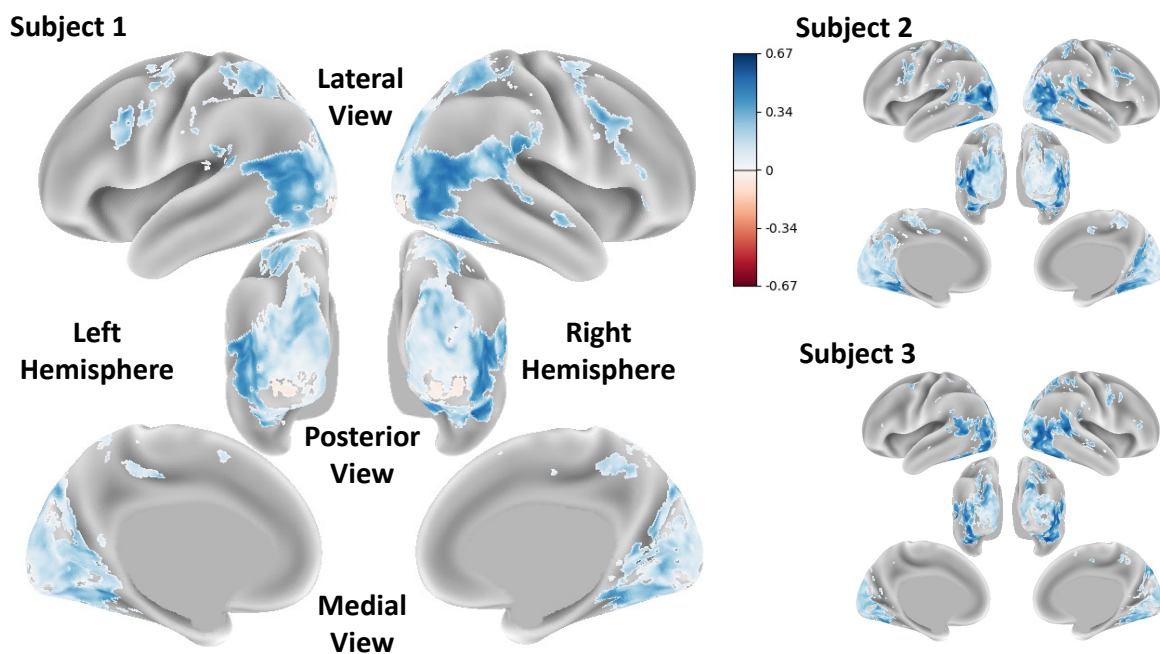 Subject 1
Lateral
View
Left
Hemisphere
Right
Hemisphere
Posterior
View
Medial
View
0.67
0.34
0
-0.34
-0.67
Subject 2
Subject 3